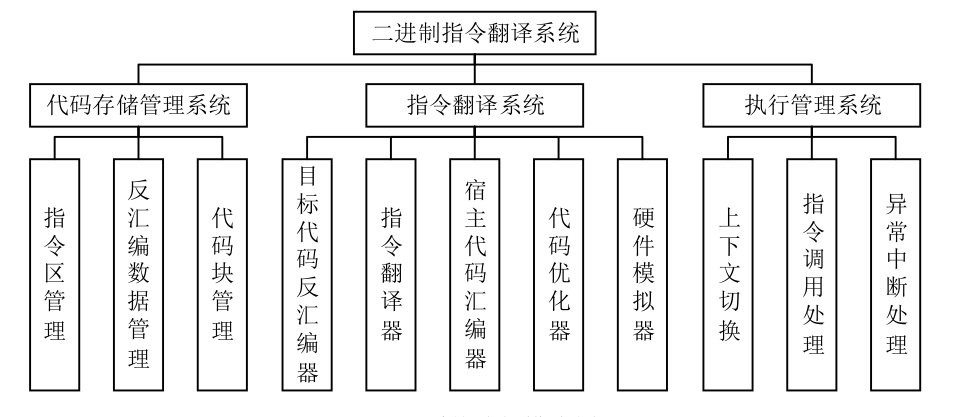 二进制指令翻译系统
代码存储管理系统
指令翻译系统
执行管理系统
指令区管理
反汇编数据管理
代码块管理
目标代码反汇编器
指令翻译器
宿主代码汇编器
代码优化器
硬件模拟器
上下文切换
指令调用处理
异常中断处理